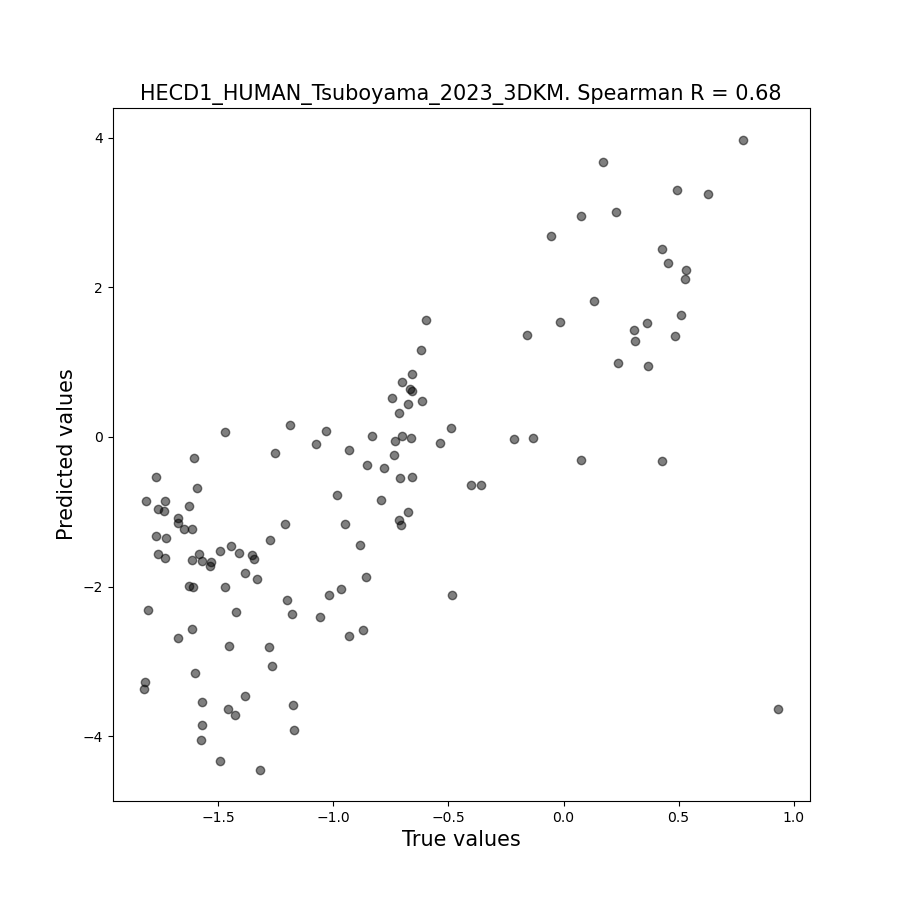 HECD1_HUMAN_Tsuboyama_2023_3DKM. Spearman R = 0.68
4
2
0
−2
−4
Predicted values
−1.5 −1.0 −0.5 0.0 0.5 1.0
True values